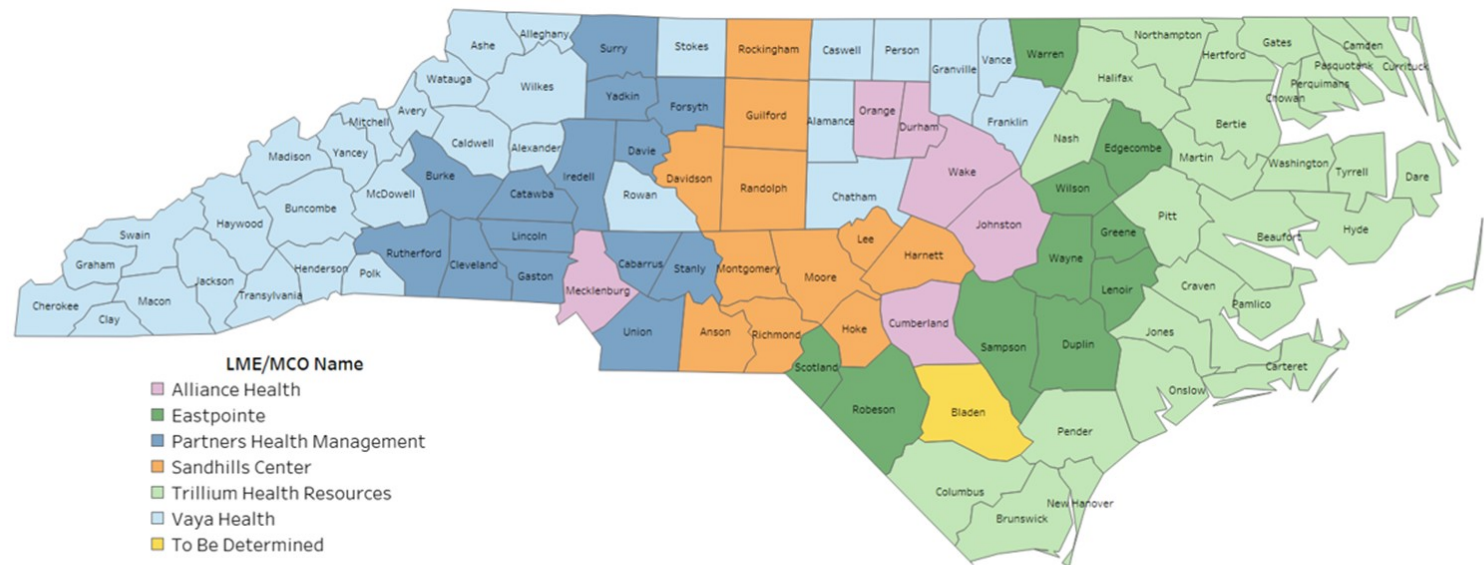 Ashe
Alleghany
Surry
Stokes
Rockingham
Caswell
Person
Granville
Vance
Warren
Northampton
Hertford
Gates
Camden
Pasquotank
Currituck
Perquimans
Chowan
Halifax
Watauga
Wilkes
Yadkin
Forsyth
Guilford
Alamance
Orange
Durham
Franklin
Nash
Edgecombe
Bertie
Martin
Washington
Tyrrell
Dare
Avery
Mitchell
Yancey
Madison
Caldwell
Alexander
Iredell
Davie
Davidson
Randolph
Chatham
Wake
Wilson
Pitt
Beaufort
Hyde
McDowell
Burke
Catawba
Rowan
Johnston
Greene
Wayne
Lenoir
Craven
Pamlico
Buncombe
Haywood
Swain
Graham
Cherokee
Clay
Macon
Jackson
Transylvania
Henderson
Polk
Rutherford
Cleveland
Lincoln
Gaston
Mecklenburg
Cabarrus
Stanly
Union
Montgomery
Moore
Lee
Harnett
Anson
Richmond
Hoke
Cumberland
Sampson
Duplin
Jones
Carteret
Onslow
Scotland
Robeson
Bladen
Pender
Columbus
Brunswick
New Hanover
LME/MCO Name
Alliance Health
Eastpointe
Partners Health Management
Sandhills Center
Trillium Health Resources
Vaya Health
To Be Determined